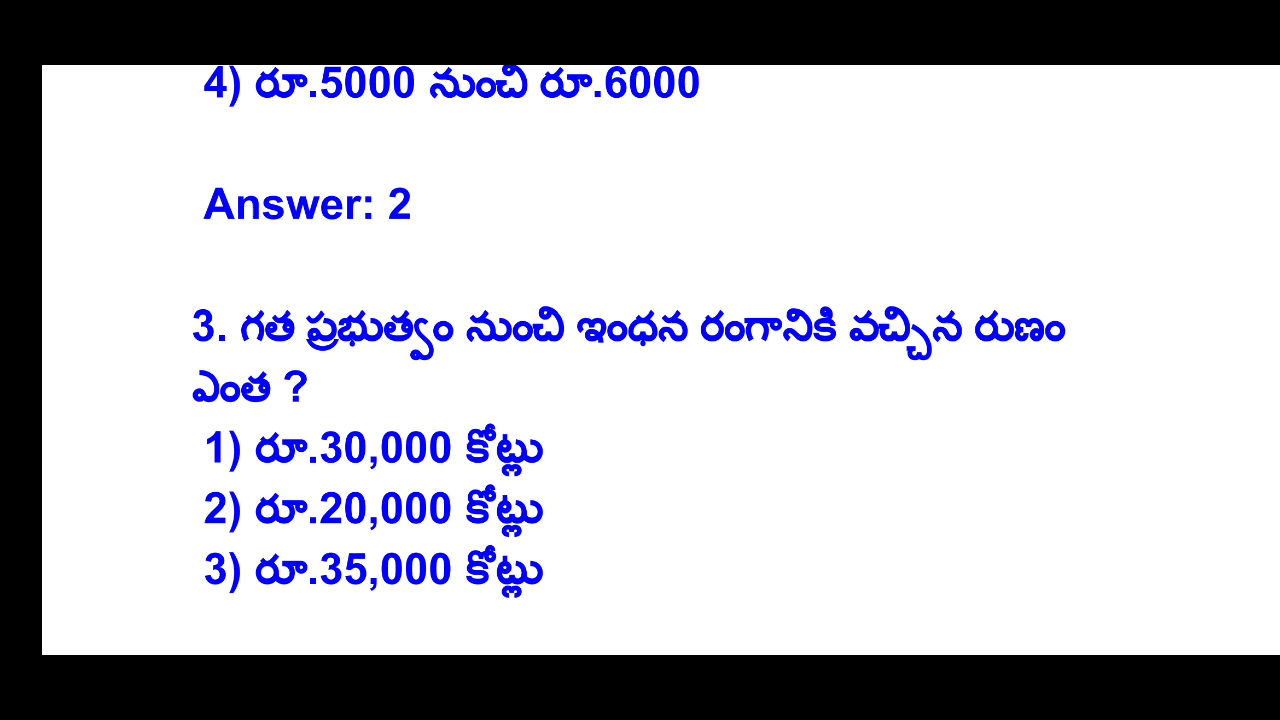 4) రూ.5000 నుంచి రూ.6000
Answer: 2
3. గత ప్రభుత్వం నుంచి ఇంధన రంగానికి వచ్చిన రుణం
ఎంత ?
1) రూ.30,000 కోట్లు
2) రూ.20,000 కోట్లు
3) రూ.35,000 కోట్లు